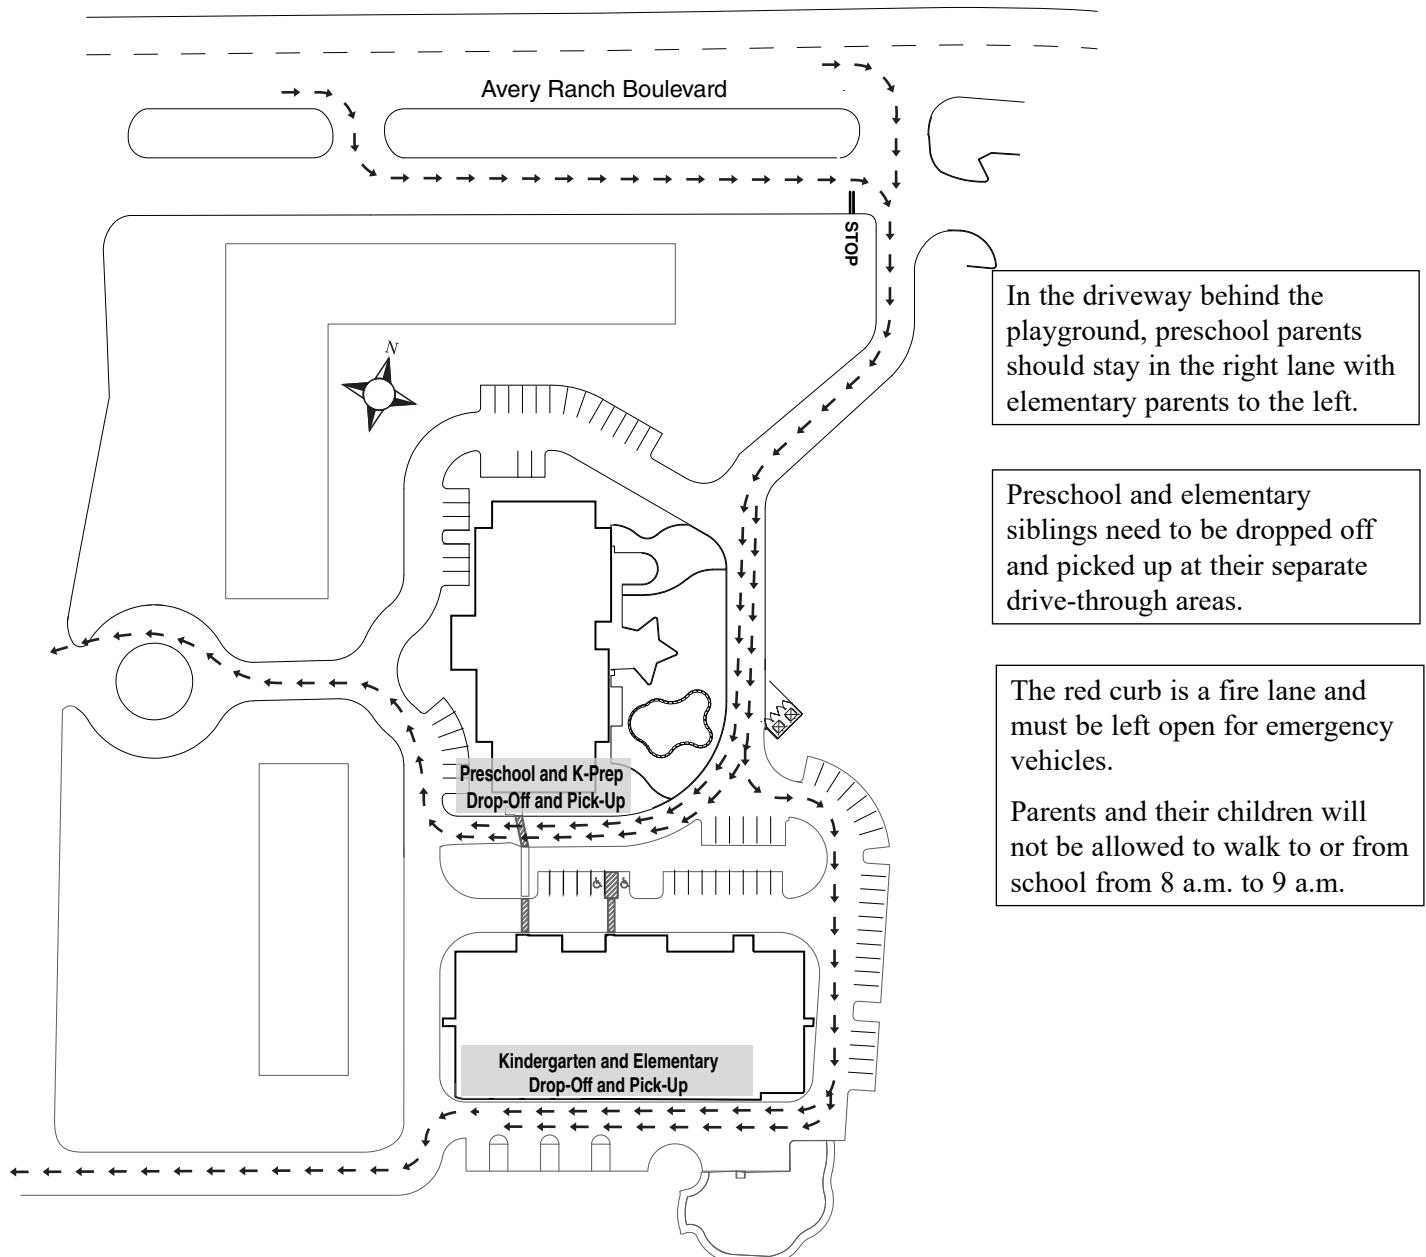 Avery Ranch Boulevard
STOP
N
In the driveway behind the
playground, preschool parents
should stay in the right lane with
elementary parents to the left.
Preschool and elementary
siblings need to be dropped off
and picked up at their separate
drive-through areas.
The red curb is a fire lane and
must be left open for emergency
vehicles.
Parents and their children will
not be allowed to walk to or from
school from 8 a.m. to 9 a.m.
Preschool and K-Prep
Drop-Off and Pick-Up
Kindergarten and Elementary
Drop-Off and Pick-Up